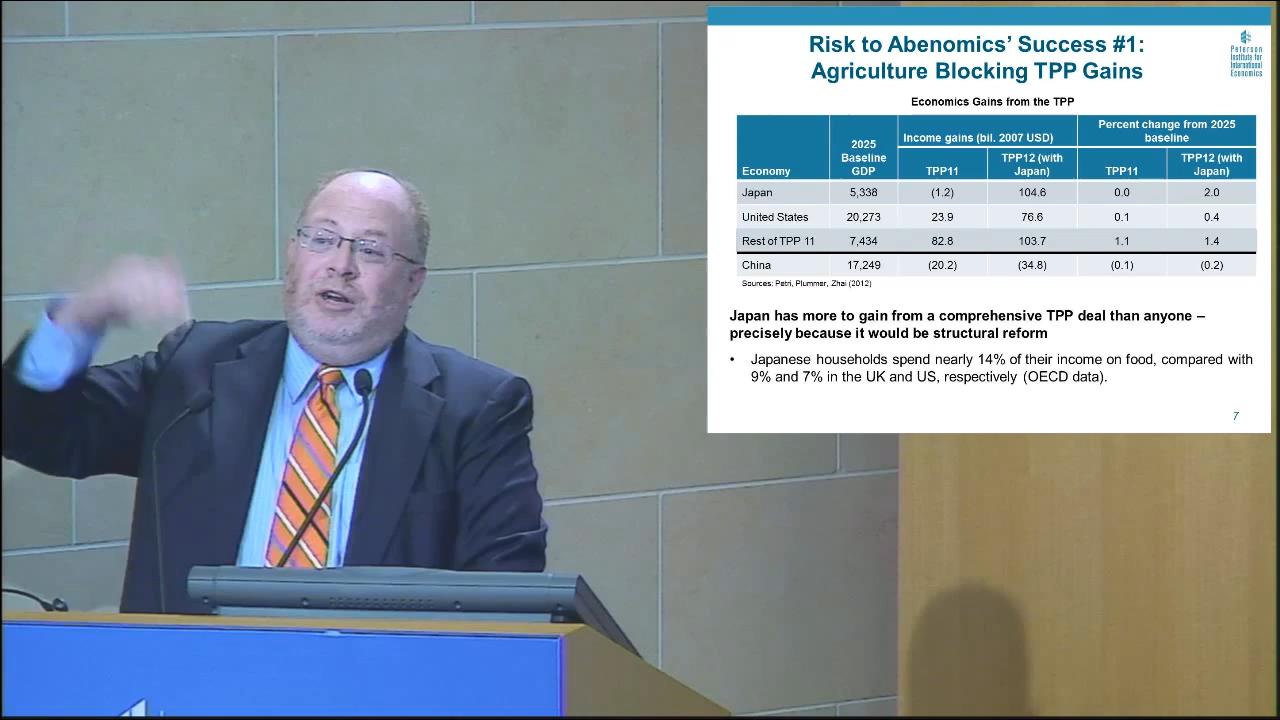 Risk to Abenomics' Success #1:
Agriculture Blocking TPP Gains
Peterson
Institute for
International
Economics
Economics Gains from the TPP
Economy
2025 Baseline GDP
Income gains (bil. 2007 USD)
Percent change from 2025 baseline
TPP11
TPP12 (with Japan)
TPP11
TPP12 (with Japan)
Japan 5,338 (1.2) 104.6 0.0 2.0
United States 20,273 23.9 76.6 0.1 0.4
Rest of TPP 11 7,434 82.8 103.7 1.1 1.4
China 17,249 (20.2) (34.8) (0.1) (0.2)
Sources: Petri, Plummer, Zhai (2012)
Japan has more to gain from a comprehensive TPP deal than anyone –
precisely because it would be structural reform
• Japanese households spend nearly 14% of their income on food, compared with
9% and 7% in the UK and US, respectively (OECD data).
7